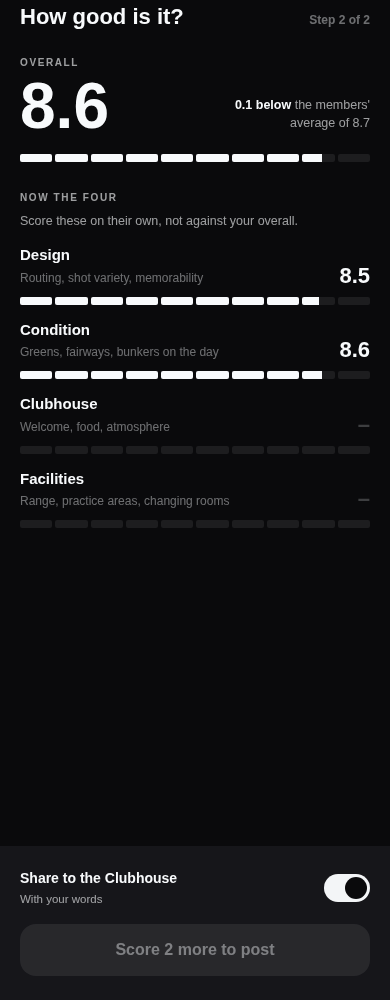 How good is it?
Step 2 of 2
OVERALL
8.6
0.1 below the members'
average of 8.7
NOW THE FOUR
Score these on their own, not against your overall.
Design
Routing, shot variety, memorability
8.5
Condition
Greens, fairways, bunkers on the day
8.6
Clubhouse
Welcome, food, atmosphere
–
Facilities
Range, practice areas, changing rooms
–
Share to the Clubhouse
With your words
Score 2 more to post